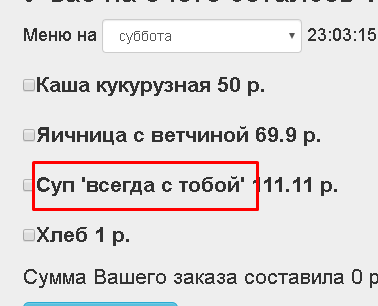 Меню на суббота 23:03:15
Каша кукурузная 50 р.
Яичница с ветчиной 69.9 р.
Суп 'всегда с тобой' 111.11 р.
Хлеб 1 р.
Сумма Вашего заказа составила 0 р